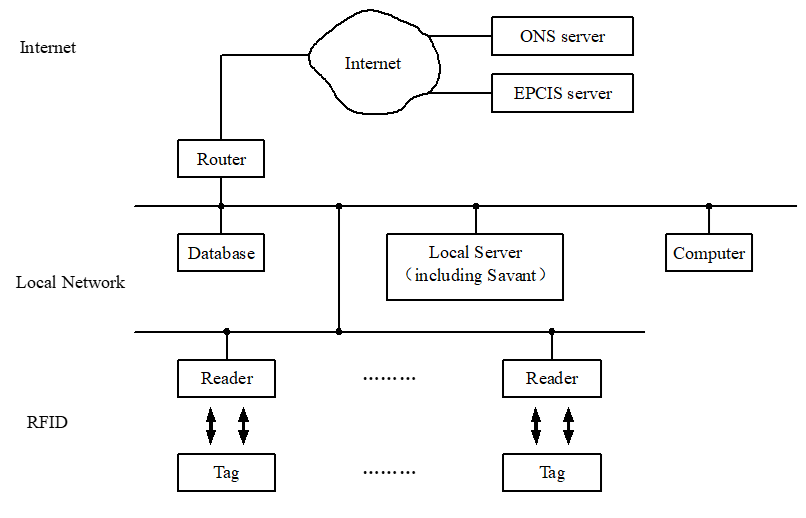 Internet
ONS server
Internet
EPCIS server
Router
Database
Local Server
（including Savant）
Computer
Local Network
Reader
………
Reader
RFID
Tag
………
Tag